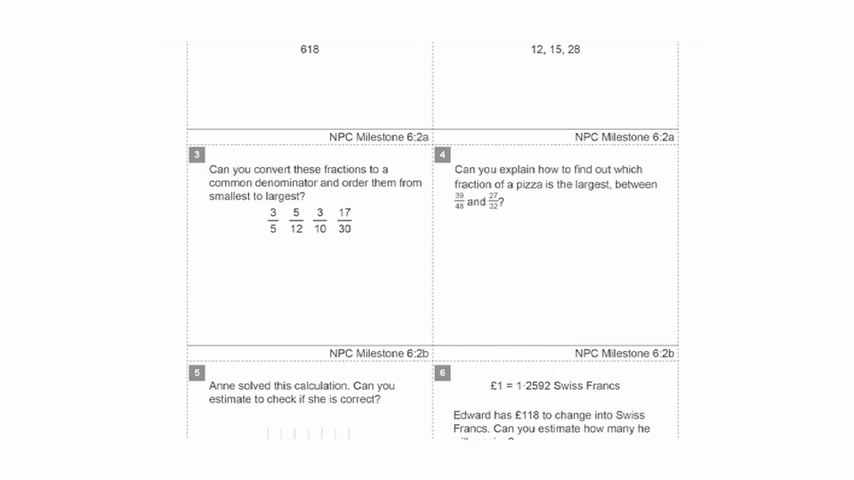 618
12, 15, 28
NPC Milestone 6:2a
NPC Milestone 6:2a
3
Can you convert these fractions to a
common denominator and order them from
smallest to largest?
3/5 5/12 3/10 17/30
4
Can you explain how to find out which
fraction of a pizza is the largest, between
39/48 and 27/32?
NPC Milestone 6:2b
NPC Milestone 6:2b
5
Anne solved this calculation. Can you
estimate to check if she is correct?
6
£1 = 1·2592 Swiss Francs
Edward has £118 to change into Swiss
Francs. Can you estimate how many he